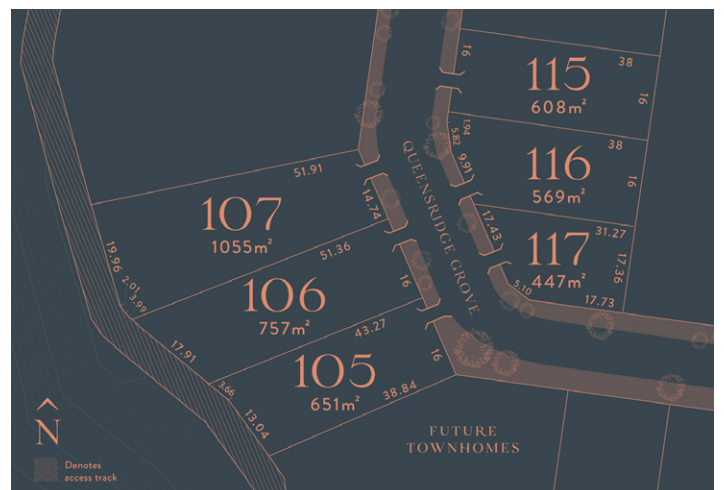 16
38
115
608m²
16
1.94
5.82
9.91
38
116
569m²
16
QUEENSRIDGE GROVE
51.91
107
1055m²
14.74
17.43
31.27
117
447m²
17.36
5.10
17.73
19.96
2.01
3.99
51.36
106
757m²
16
17.91
43.27
105
651m²
16
3.66
13.04
38.84
FUTURE
TOWNHOMES
N
Denotes
access track